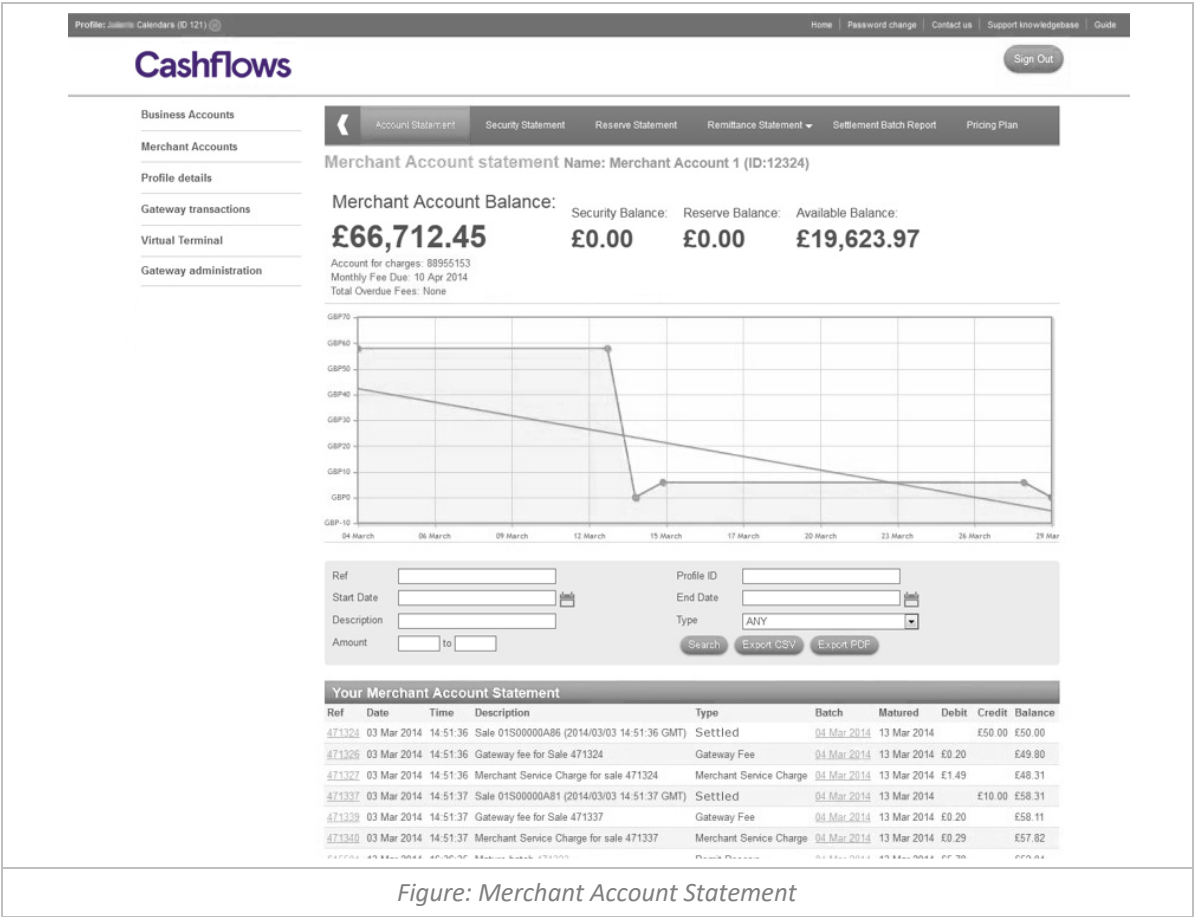 Profile: Calendars (ID 121)
Home | Password change | Contact us | Support knowledgebase | Guide
Cashflows
Sign Out
Business Accounts
Merchant Accounts
Profile details
Gateway transactions
Virtual Terminal
Gateway administration
Account Statement Security Statement Reserve Statement Remittance Statement Settlement Batch Report Pricing Plan
Merchant Account statement Name: Merchant Account 1 (ID:12324)
Merchant Account Balance: Security Balance: Reserve Balance: Available Balance:
£66,712.45 £0.00 £0.00 £19,623.97
Account for charges: 88955153
Monthly Fee Due: 10 Apr 2014
Total Overdue Fees: None
GBP70
GBP60
GBP50
GBP40
GBP30
GBP20
GBP10
GBP0
GBP-10
04 March 06 March 09 March 12 March 15 March 17 March 20 March 23 March 26 March 29 Mar
Ref Profile ID
Start Date End Date
Description Type ANY
Amount to Search Export CSV Export PDF
Your Merchant Account Statement
Ref Date Time Description Type Batch Matured Debit Credit Balance
471324 03 Mar 2014 14:51:36 Sale 01S00000A86 (2014/03/03 14:51:36 GMT) Settled 04 Mar 2014 13 Mar 2014 £50.00 £50.00
471326 03 Mar 2014 14:51:36 Gateway fee for Sale 471324 Gateway Fee 04 Mar 2014 13 Mar 2014 £0.20 £49.80
471327 03 Mar 2014 14:51:36 Merchant Service Charge for sale 471324 Merchant Service Charge 04 Mar 2014 13 Mar 2014 £1.49 £48.31
471337 03 Mar 2014 14:51:37 Sale 01S00000A81 (2014/03/03 14:51:37 GMT) Settled 04 Mar 2014 13 Mar 2014 £10.00 £58.31
471339 03 Mar 2014 14:51:37 Gateway fee for Sale 471337 Gateway Fee 04 Mar 2014 13 Mar 2014 £0.20 £58.11
471340 03 Mar 2014 14:51:37 Merchant Service Charge for sale 471337 Merchant Service Charge 04 Mar 2014 13 Mar 2014 £0.29 £57.82
Figure: Merchant Account Statement